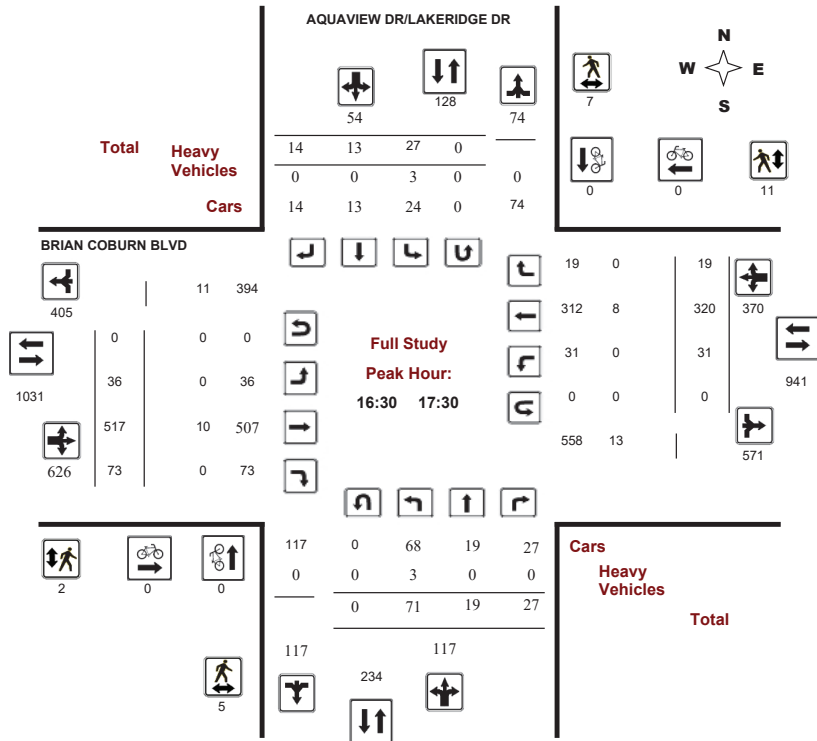 AQUAVIEW DR/LAKERIDGE DR
N
W E
S
128
7
54 74
Total Heavy Vehicles
14 13 27 0
0 0 3 0 0
Cars 14 13 24 0 74
0 0 11
BRIAN COBURN BLVD
11 394
405
0 0 0
1031
36 0 36
517 10 507
626
73 0 73
Full Study
Peak Hour:
16:30 17:30
19 0 19
312 8 320 370
31 0 31
941
0 0 0
558 13
571
2 0 0
5
117 0 68 19 27
0 0 3 0 0
0 71 19 27
117 117
234
Cars
Heavy
Vehicles
Total